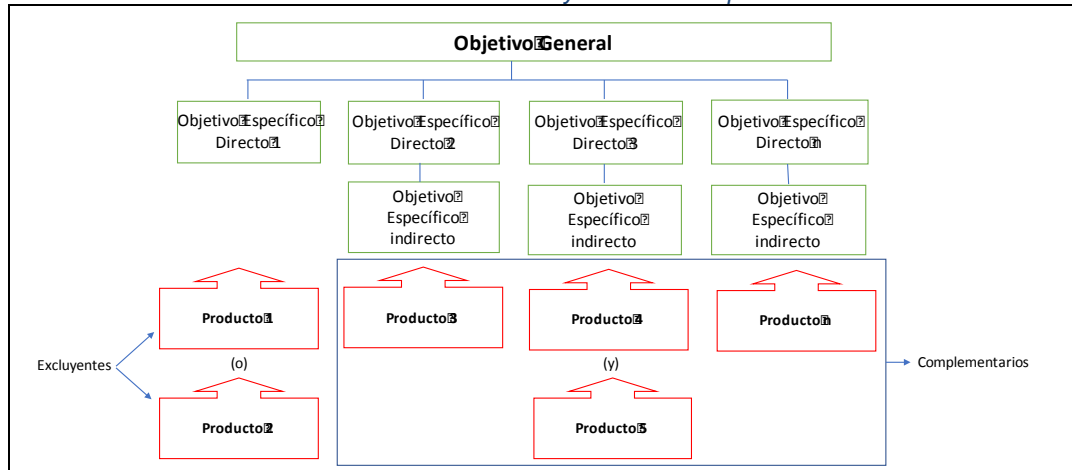 Objetivo General
Objetivo Específico
Directo 1
Objetivo Específico
Directo 2
Objetivo Específico
Directo 3
Objetivo Específico
Directo n
Objetivo
Específico
indirecto
Objetivo
Específico
indirecto
Objetivo
Específico
indirecto
Producto 1
Producto 3
Producto 4
Producto n
Excluyentes
(o)
(y)
Complementarios
Producto 2
Producto 5